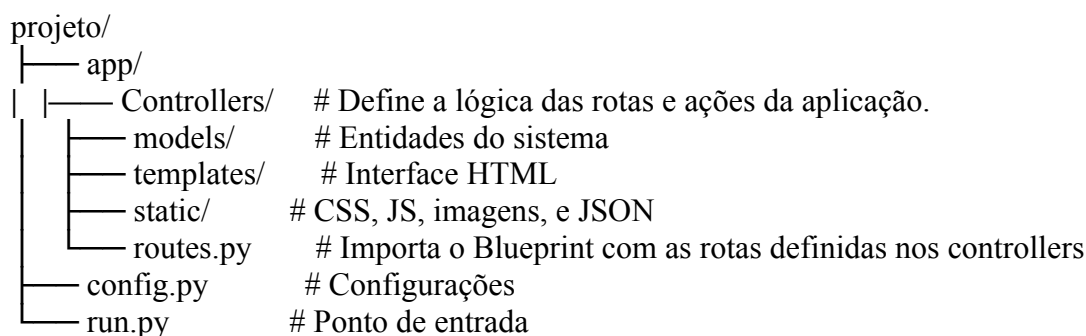 projeto/
├── app/
│ ├── Controllers/ # Define a lógica das rotas e ações da aplicação.
│ ├── models/ # Entidades do sistema
│ ├── templates/ # Interface HTML
│ ├── static/ # CSS, JS, imagens, e JSON
│ └── routes.py # Importa o Blueprint com as rotas definidas nos controllers
├── config.py # Configurações
└── run.py # Ponto de entrada